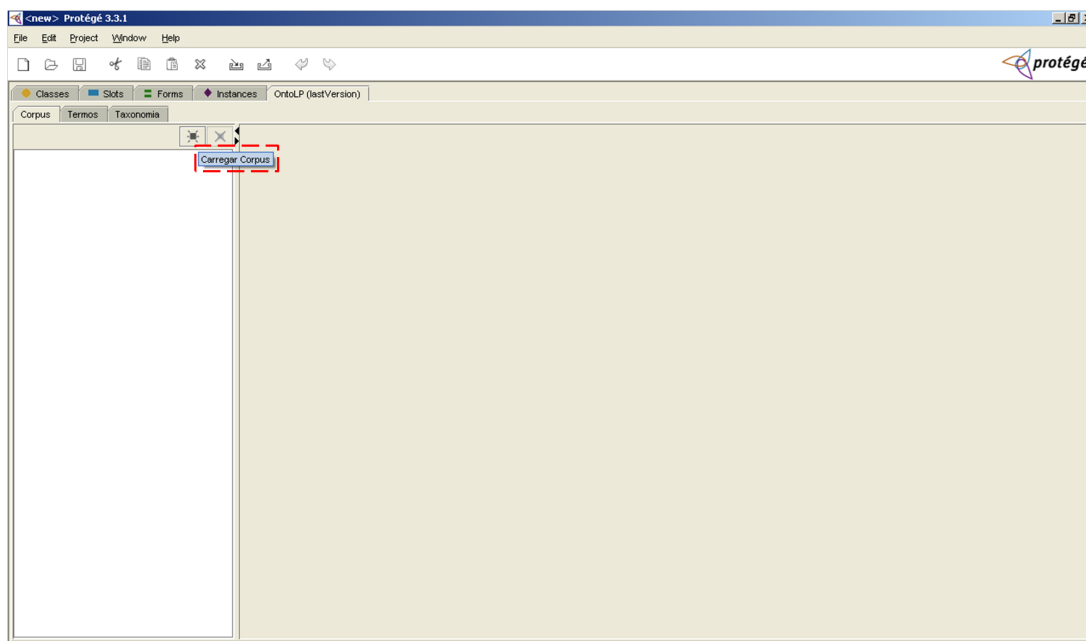 <new> Protégé 3.3.1
File Edit Project Window Help
protégé
Classes Slots Forms Instances OntoLP (lastVersion)
Corpus Termos Taxonomia
Carregar Corpus